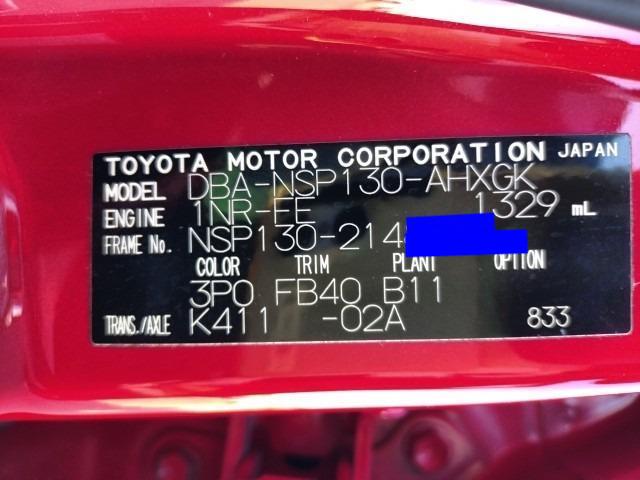 TOYOTA MOTOR CORPORATION JAPAN
MODEL DBA-NSP130-AHXGK
ENGINE 1NR-FE 1329 mL
FRAME No. NSP130-214
COLOR TRIM PLANT OPTION
3P0 FB40 B11
TRANS./AXLE K411 -02A 833